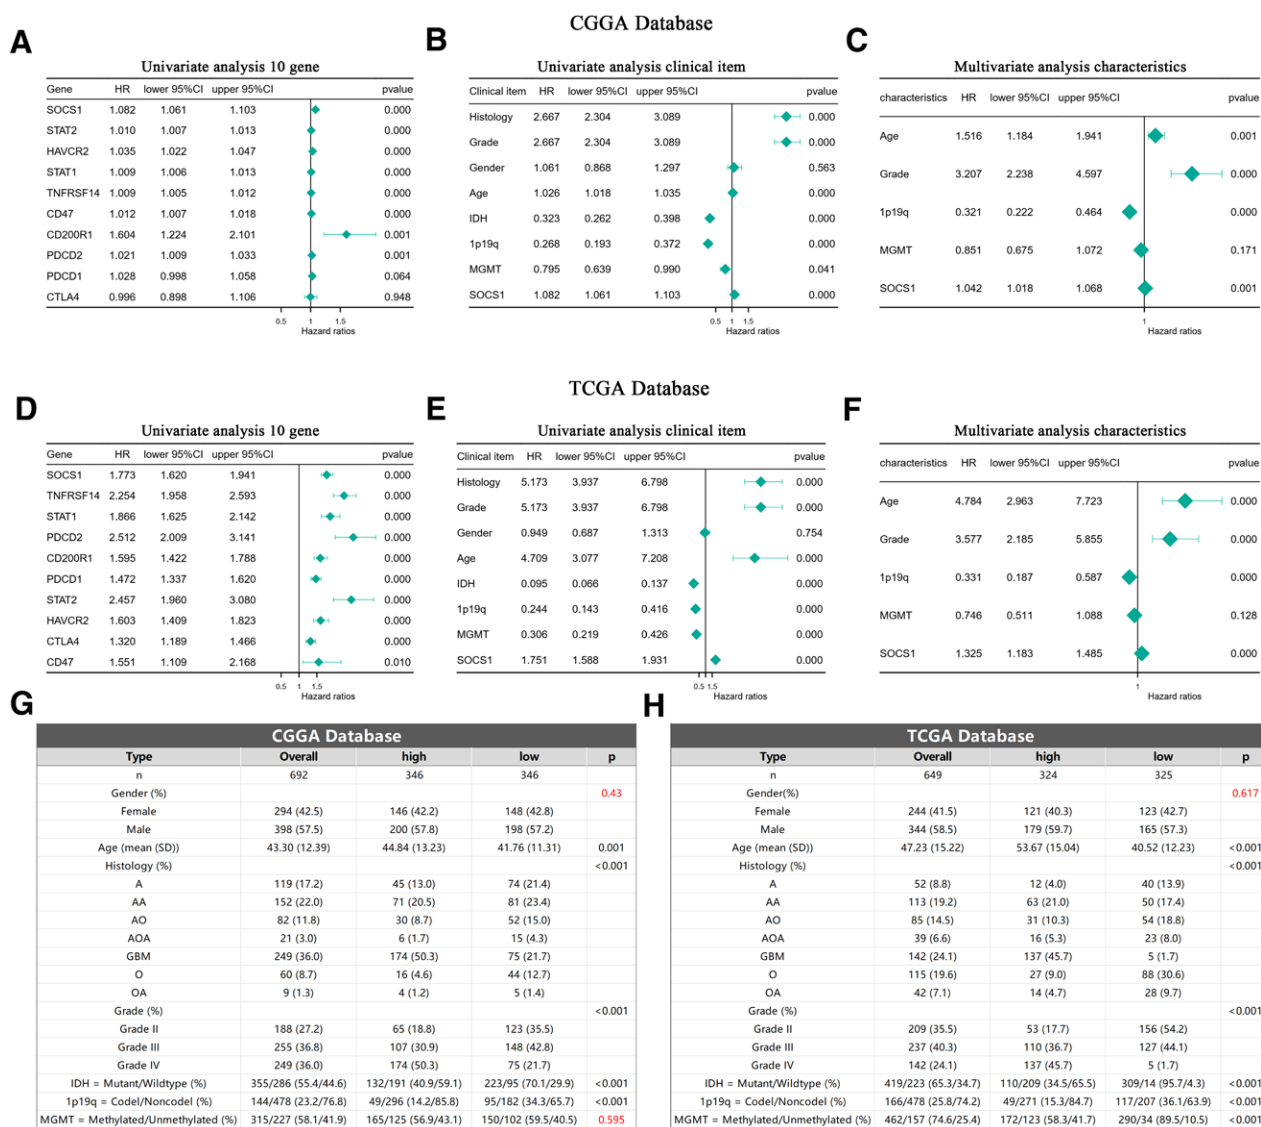 CGGA Database
A
Univariate analysis 10 gene
Gene HR lower 95%CI upper 95%CI pvalue
SOCS1 1.082 1.061 1.103 0.000
STAT2 1.010 1.007 1.013 0.000
HAVCR2 1.035 1.022 1.047 0.000
STAT1 1.009 1.006 1.013 0.000
TNFRSF14 1.009 1.005 1.012 0.000
CD47 1.012 1.007 1.018 0.000
CD200R1 1.604 1.224 2.101 0.001
PDCD2 1.021 1.009 1.033 0.001
PDCD1 1.028 0.998 1.058 0.064
CTLA4 0.996 0.898 1.106 0.948
0.5 1 1.5
Hazard ratios
B
Univariate analysis clinical item
Clinical item HR lower 95%CI upper 95%CI pvalue
Histology 2.667 2.304 3.089 0.000
Grade 2.667 2.304 3.089 0.000
Gender 1.061 0.868 1.297 0.563
Age 1.026 1.018 1.035 0.000
IDH 0.323 0.262 0.398 0.000
1p19q 0.268 0.193 0.372 0.000
MGMT 0.795 0.639 0.990 0.041
SOCS1 1.082 1.061 1.103 0.000
0.5 1 1.5
Hazard ratios
C
Multivariate analysis characteristics
characteristics HR lower 95%CI upper 95%CI pvalue
Age 1.516 1.184 1.941 0.001
Grade 3.207 2.238 4.597 0.000
1p19q 0.321 0.222 0.464 0.000
MGMT 0.851 0.675 1.072 0.171
SOCS1 1.042 1.018 1.068 0.001
1
Hazard ratios
TCGA Database
D
Univariate analysis 10 gene
Gene HR lower 95%CI upper 95%CI pvalue
SOCS1 1.773 1.620 1.941 0.000
TNFRSF14 2.254 1.958 2.593 0.000
STAT1 1.866 1.625 2.142 0.000
PDCD2 2.512 2.009 3.141 0.000
CD200R1 1.595 1.422 1.788 0.000
PDCD1 1.472 1.337 1.620 0.000
STAT2 2.457 1.960 3.080 0.000
HAVCR2 1.603 1.409 1.823 0.000
CTLA4 1.320 1.189 1.466 0.000
CD47 1.551 1.109 2.168 0.010
0.5 1 1.5
Hazard ratios
E
Univariate analysis clinical item
Clinical item HR lower 95%CI upper 95%CI pvalue
Histology 5.173 3.937 6.798 0.000
Grade 5.173 3.937 6.798 0.000
Gender 0.949 0.687 1.313 0.754
Age 4.709 3.077 7.208 0.000
IDH 0.095 0.066 0.137 0.000
1p19q 0.244 0.143 0.416 0.000
MGMT 0.306 0.219 0.426 0.000
SOCS1 1.751 1.588 1.931 0.000
0.5 1 1.5
Hazard ratios
F
Multivariate analysis characteristics
characteristics HR lower 95%CI upper 95%CI pvalue
Age 4.784 2.963 7.723 0.000
Grade 3.577 2.185 5.855 0.000
1p19q 0.331 0.187 0.587 0.000
MGMT 0.746 0.511 1.088 0.128
SOCS1 1.325 1.183 1.485 0.000
1
Hazard ratios
G
CGGA Database
Type Overall high low p
n 692 346 346
Gender (%) 0.43
Female 294 (42.5) 146 (42.2) 148 (42.8)
Male 398 (57.5) 200 (57.8) 198 (57.2)
Age (mean (SD)) 43.30 (12.39) 44.84 (13.23) 41.76 (11.31) 0.001
Histology (%) <0.001
A 119 (17.2) 45 (13.0) 74 (21.4)
AA 152 (22.0) 71 (20.5) 81 (23.4)
AO 82 (11.8) 30 (8.7) 52 (15.0)
AOA 21 (3.0) 6 (1.7) 15 (4.3)
GBM 249 (36.0) 174 (50.3) 75 (21.7)
O 60 (8.7) 16 (4.6) 44 (12.7)
OA 9 (1.3) 4 (1.2) 5 (1.4)
Grade (%) <0.001
Grade II 188 (27.2) 65 (18.8) 123 (35.5)
Grade III 255 (36.8) 107 (30.9) 148 (42.8)
Grade IV 249 (36.0) 174 (50.3) 75 (21.7)
IDH = Mutant/Wildtype (%) 355/286 (55.4/44.6) 132/191 (40.9/59.1) 223/95 (70.1/29.9) <0.001
1p19q = Codel/Noncodel (%) 144/478 (23.2/76.8) 49/296 (14.2/85.8) 95/182 (34.3/65.7) <0.001
MGMT = Methylated/Unmethylated (%) 315/227 (58.1/41.9) 165/125 (56.9/43.1) 150/102 (59.5/40.5) 0.595
H
TCGA Database
Type Overall high low p
n 649 324 325
Gender(%) 0.617
Female 244 (41.5) 121 (40.3) 123 (42.7)
Male 344 (58.5) 179 (59.7) 165 (57.3)
Age (mean (SD)) 47.23 (15.22) 53.67 (15.04) 40.52 (12.23) <0.001
Histology (%) <0.001
A 52 (8.8) 12 (4.0) 40 (13.9)
AA 113 (19.2) 63 (21.0) 50 (17.4)
AO 85 (14.5) 31 (10.3) 54 (18.8)
AOA 39 (6.6) 16 (5.3) 23 (8.0)
GBM 142 (24.1) 137 (45.7) 5 (1.7)
O 115 (19.6) 27 (9.0) 88 (30.6)
OA 42 (7.1) 14 (4.7) 28 (9.7)
Grade (%) <0.001
Grade II 209 (35.5) 53 (17.7) 156 (54.2)
Grade III 237 (40.3) 110 (36.7) 127 (44.1)
Grade IV 142 (24.1) 137 (45.7) 5 (1.7)
IDH = Mutant/Wildtype (%) 419/223 (65.3/34.7) 110/209 (34.5/65.5) 309/14 (95.7/4.3) <0.001
1p19q = Codel/Noncodel (%) 166/478 (25.8/74.2) 49/271 (15.3/84.7) 117/207 (36.1/63.9) <0.001
MGMT = Methylated/Unmethylated (%) 462/157 (74.6/25.4) 172/123 (58.3/41.7) 290/34 (89.5/10.5) <0.001